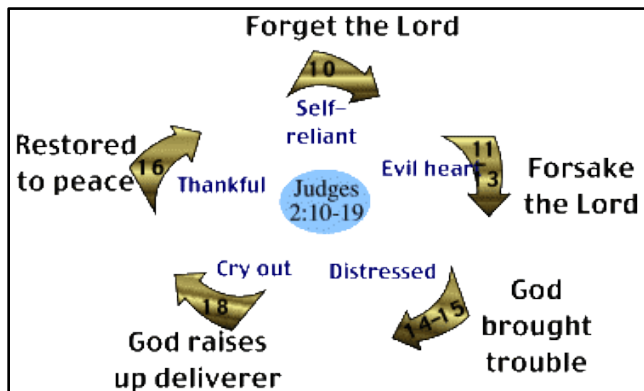 Forget the Lord
10
Self-
reliant
11
3
Evil heart
Forsake
the Lord
Distressed
14-15
God
brought
trouble
Cry out
18
God raises
up deliverer
Restored
to peace
16
Thankful
Judges
2:10-19